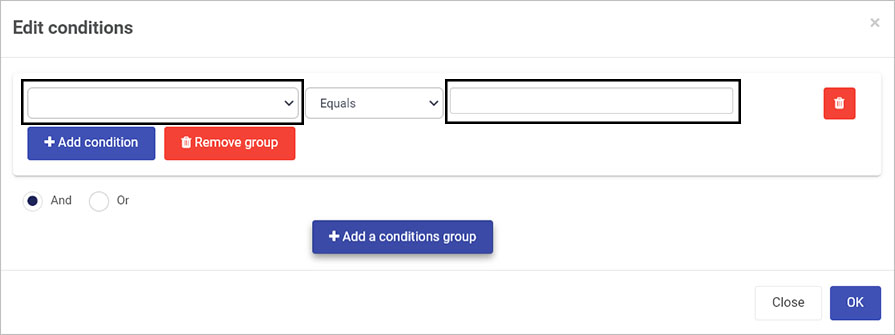 Edit conditions
×
Equals
+ Add condition
Remove group
And
Or
+ Add a conditions group
Close
OK